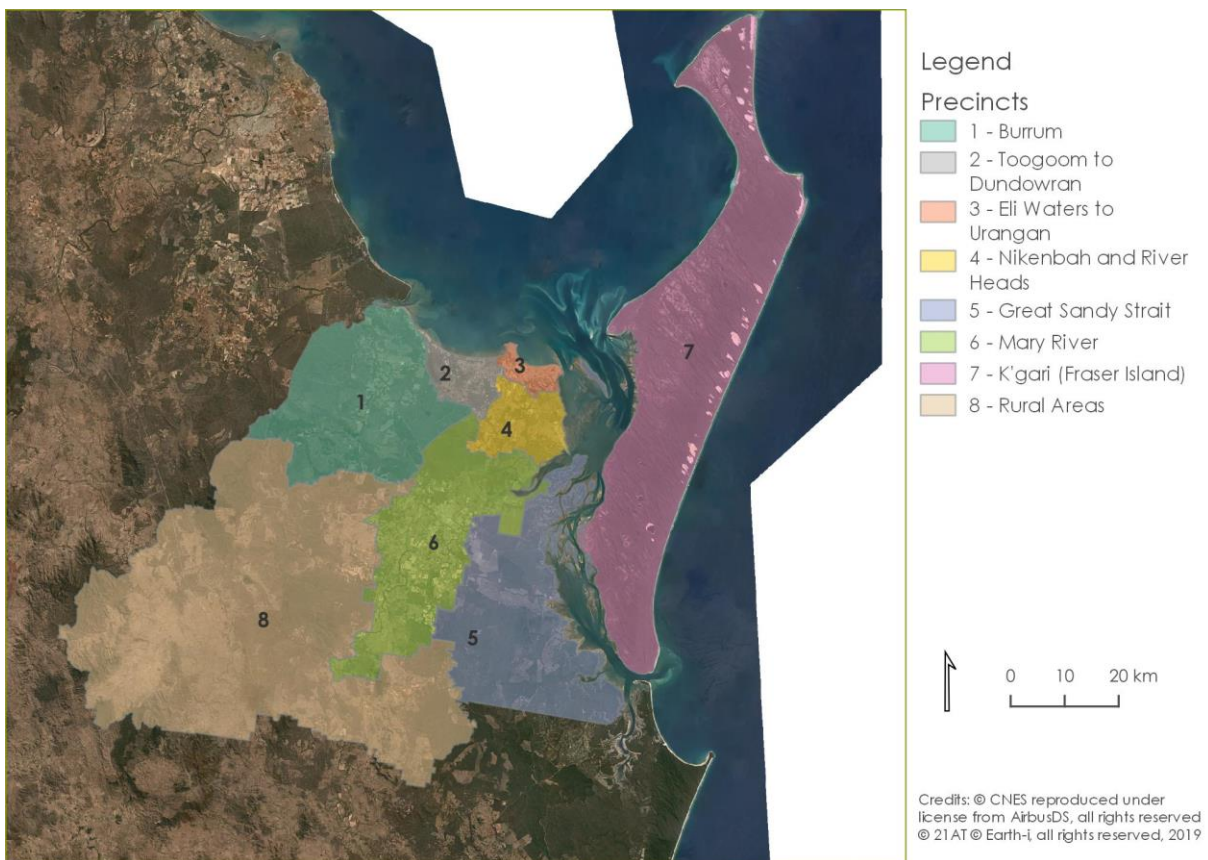 1
2
3
4
5
6
7
8
Legend
Precincts
1 - Burrum
2 - Toogoom to
Dundowran
3 - Eli Waters to
Urangan
4 - Nikenbah and River
Heads
5 - Great Sandy Strait
6 - Mary River
7 - K'gari (Fraser Island)
8 - Rural Areas
0 10 20 km
Credits: © CNES reproduced under
license from AirbusDS, all rights reserved
© 21AT © Earth-i, all rights reserved, 2019